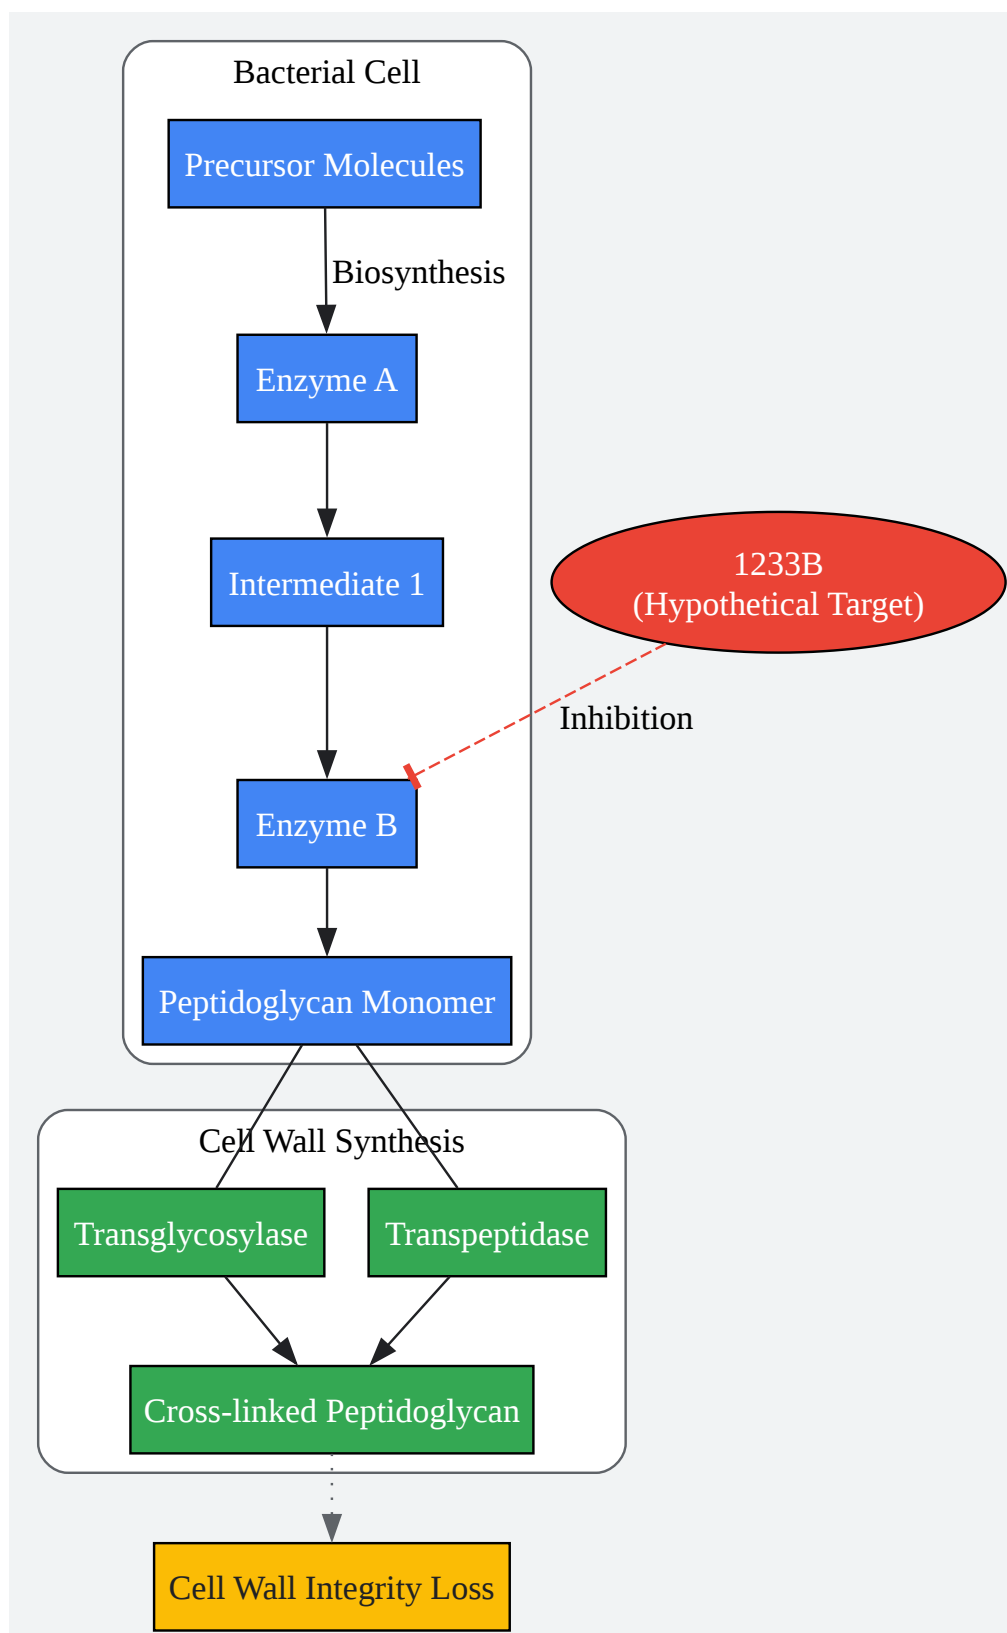 Bacterial Cell
Precursor Molecules
Biosynthesis
Enzyme A
Intermediate 1
1233B
(Hypothetical Target)
Inhibition
Enzyme B
Peptidoglycan Monomer
Cell Wall Synthesis
Transglycosylase
Transpeptidase
Cross-linked Peptidoglycan
Cell Wall Integrity Loss